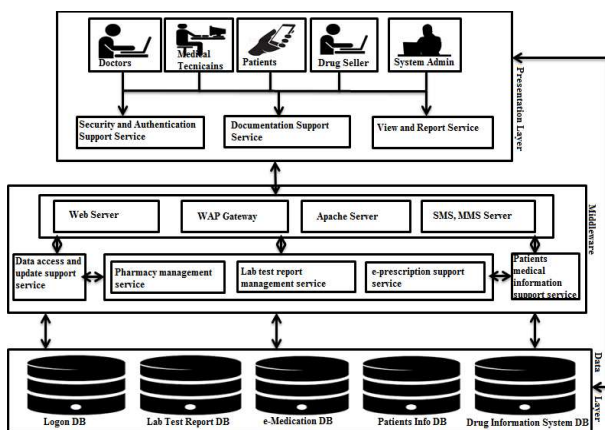 Doctors
Medical
Tecnicains
Patients
Drug Seller
System Admin
Security and Authentication
Support Service
Documentation Support
Service
View and Report Service
Presentation Layer
Web Server
WAP Gateway
Apache Server
SMS, MMS Server
Middleware
Data access and
update support
service
Pharmacy management
service
Lab test report
management service
e-prescription support
service
Patients
medical
information
support service
Logon DB
Lab Test Report DB
e-Medication DB
Patients Info DB
Drug Information System DB
Data
Layer